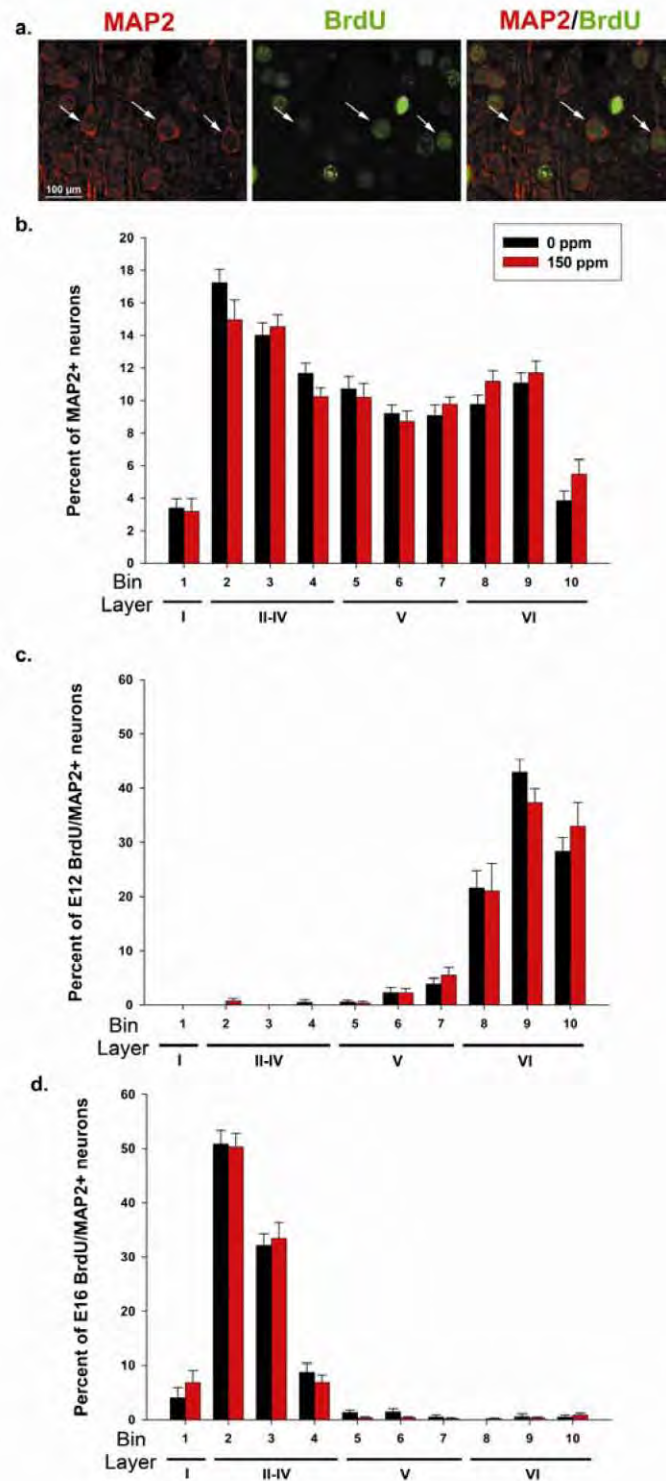 a.
MAP2 BrdU MAP2/BrdU
100 µm
b.
0 ppm
150 ppm
Percent of MAP2+ neurons
20
18
16
14
12
10
8
6
4
2
0
Bin 1 2 3 4 5 6 7 8 9 10
Layer I II-IV V VI
c.
Percent of E12 BrdU/MAP2+ neurons
60
50
40
30
20
10
0
Bin 1 2 3 4 5 6 7 8 9 10
Layer I II-IV V VI
d.
Percent of E16 BrdU/MAP2+ neurons
60
50
40
30
20
10
0
Bin 1 2 3 4 5 6 7 8 9 10
Layer I II-IV V VI